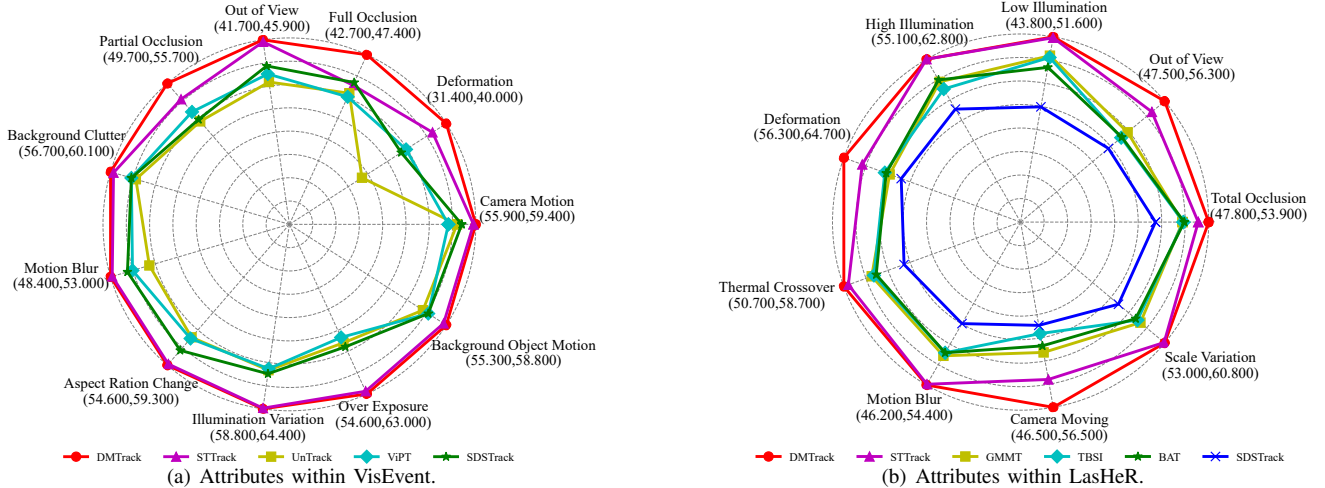 Out of View
(41.700,45.900)
Full Occlusion
(42.700,47.400)
Partial Occlusion
(49.700,55.700)
Deformation
(31.400,40.000)
Background Clutter
(56.700,60.100)
Camera Motion
(55.900,59.400)
Motion Blur
(48.400,53.000)
Background Object Motion
(55.300,58.800)
Aspect Ration Change
(54.600,59.300)
Over Exposure
(54.600,63.000)
Illumination Variation
(58.800,64.400)
DMTrack
STTrack
UnTrack
ViPT
SDSTrack
(a) Attributes within VisEvent.
Low Illumination
(43.800,51.600)
High Illumination
(55.100,62.800)
Out of View
(47.500,56.300)
Deformation
(56.300,64.700)
Total Occlusion
(47.800,53.900)
Thermal Crossover
(50.700,58.700)
Scale Variation
(53.000,60.800)
Motion Blur
(46.200,54.400)
Camera Moving
(46.500,56.500)
DMTrack
STTrack
GMMT
TBSI
BAT
SDSTrack
(b) Attributes within LasHeR.